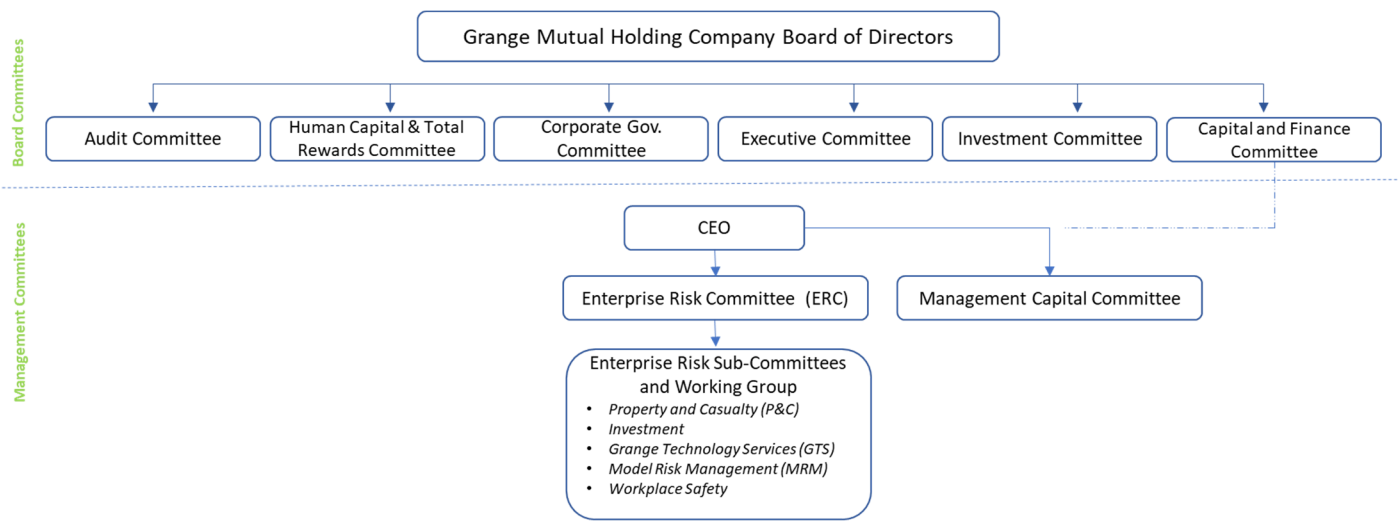 Grange Mutual Holding Company Board of Directors
Board Committees
Audit Committee
Human Capital & Total
Rewards Committee
Corporate Gov.
Committee
Executive Committee
Investment Committee
Capital and Finance
Committee
Management Committees
CEO
Enterprise Risk Committee (ERC)
Management Capital Committee
Enterprise Risk Sub-Committees
and Working Group
• Property and Casualty (P&C)
• Investment
• Grange Technology Services (GTS)
• Model Risk Management (MRM)
• Workplace Safety